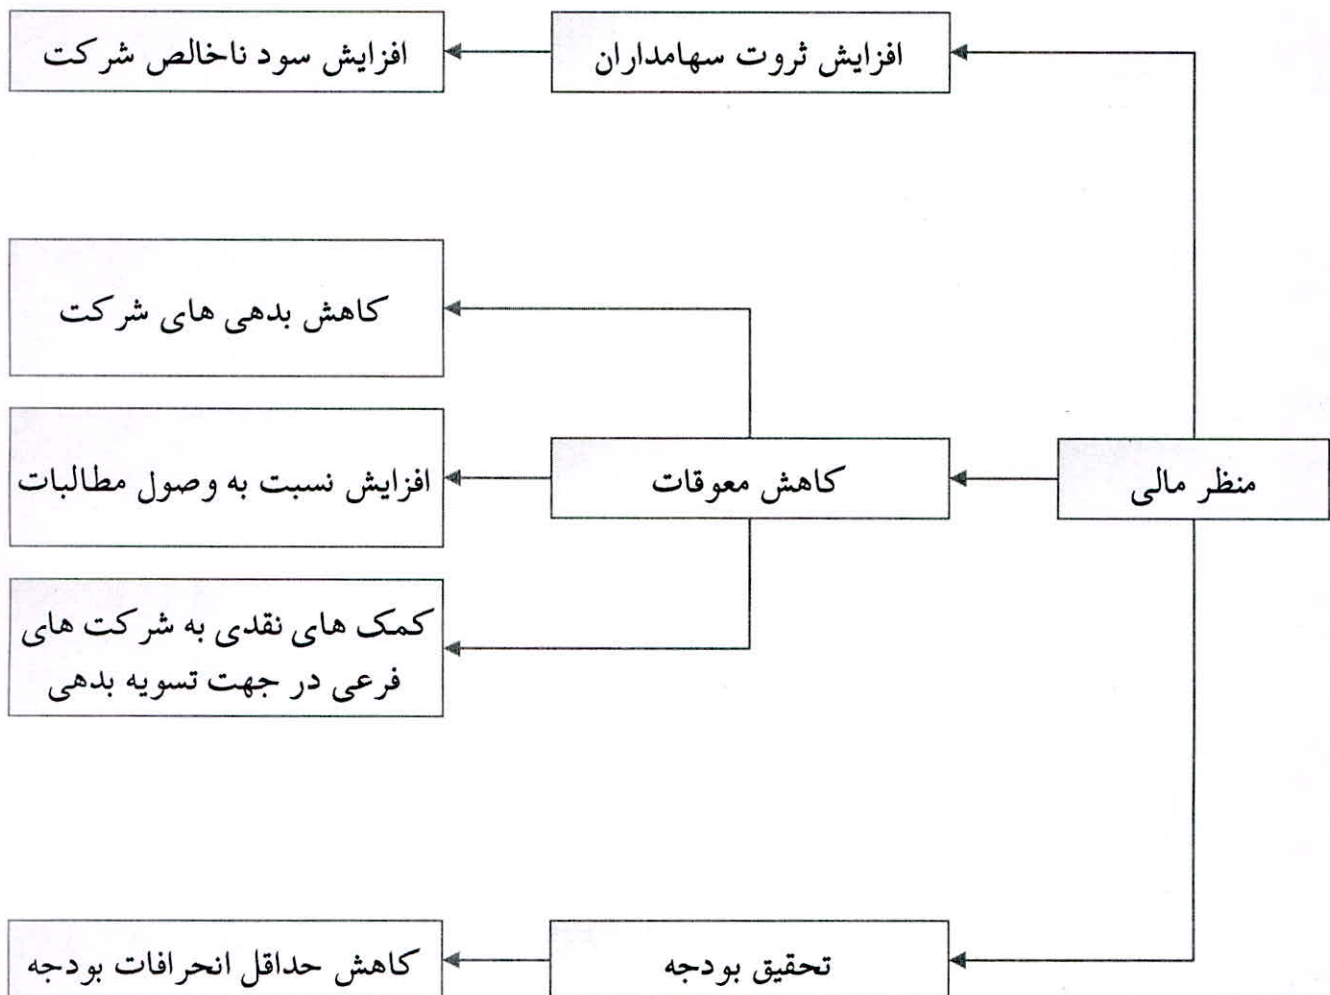 افزایش ثروت سهامداران
افزایش سود ناخالص شرکت
کاهش بدهی های شرکت
منظر مالی
کاهش معوقات
افزایش نسبت به وصول مطالبات
کمک های نقدی به شرکت های
فرعی در جهت تسویه بدهی
تحقیق بودجه
کاهش حداقل انحرافات بودجه